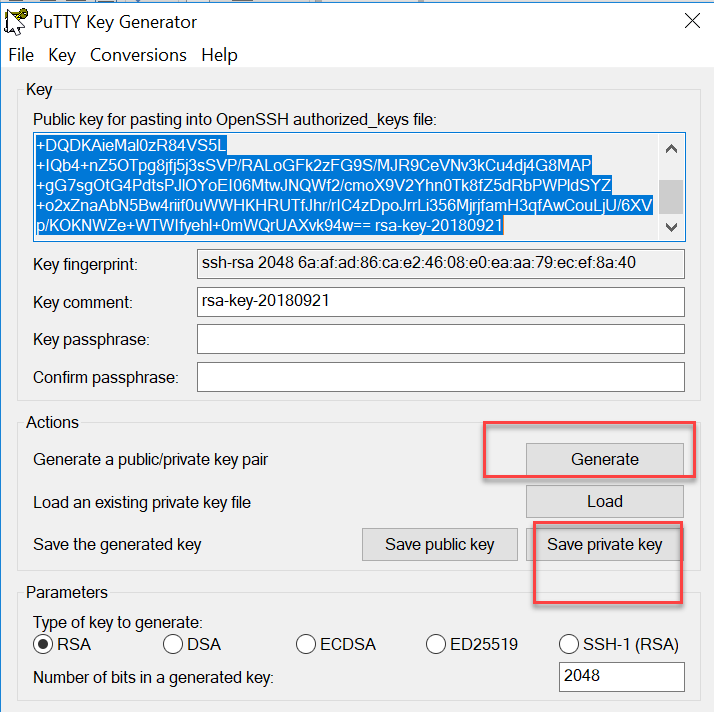 PuTTY Key Generator
File Key Conversions Help
Key
Public key for pasting into OpenSSH authorized_keys file:
+DQDKAieMal0zR84VS5L
+IQb4+nZ5OTpg8jfj5j3sSVP/RALoGFk2zFG9S/MJR9CeVNv3kCu4dj4G8MAP
+gG7sgOtG4PdtsPJlOYoEI06MtwJNQWf2/cmoX9V2Yhn0Tk8fZ5dRbPWPldSYZ
+o2xZnaAbN5Bw4riif0uWWHKHRUTfJhr/rIC4zDpoJrrLi356MjrjfamH3qfAwCouLjU/6XV
p/KOKNWZe+WTWIfyehl+0mWQrUAXvk94w== rsa-key-20180921
Key fingerprint: ssh-rsa 2048 6a:af:ad:86:ca:e2:46:08:e0:ea:aa:79:ec:ef:8a:40
Key comment: rsa-key-20180921
Key passphrase:
Confirm passphrase:
Actions
Generate a public/private key pair Generate
Load an existing private key file Load
Save the generated key Save public key Save private key
Parameters
Type of key to generate:
RSA DSA ECDSA ED25519 SSH-1 (RSA)
Number of bits in a generated key: 2048